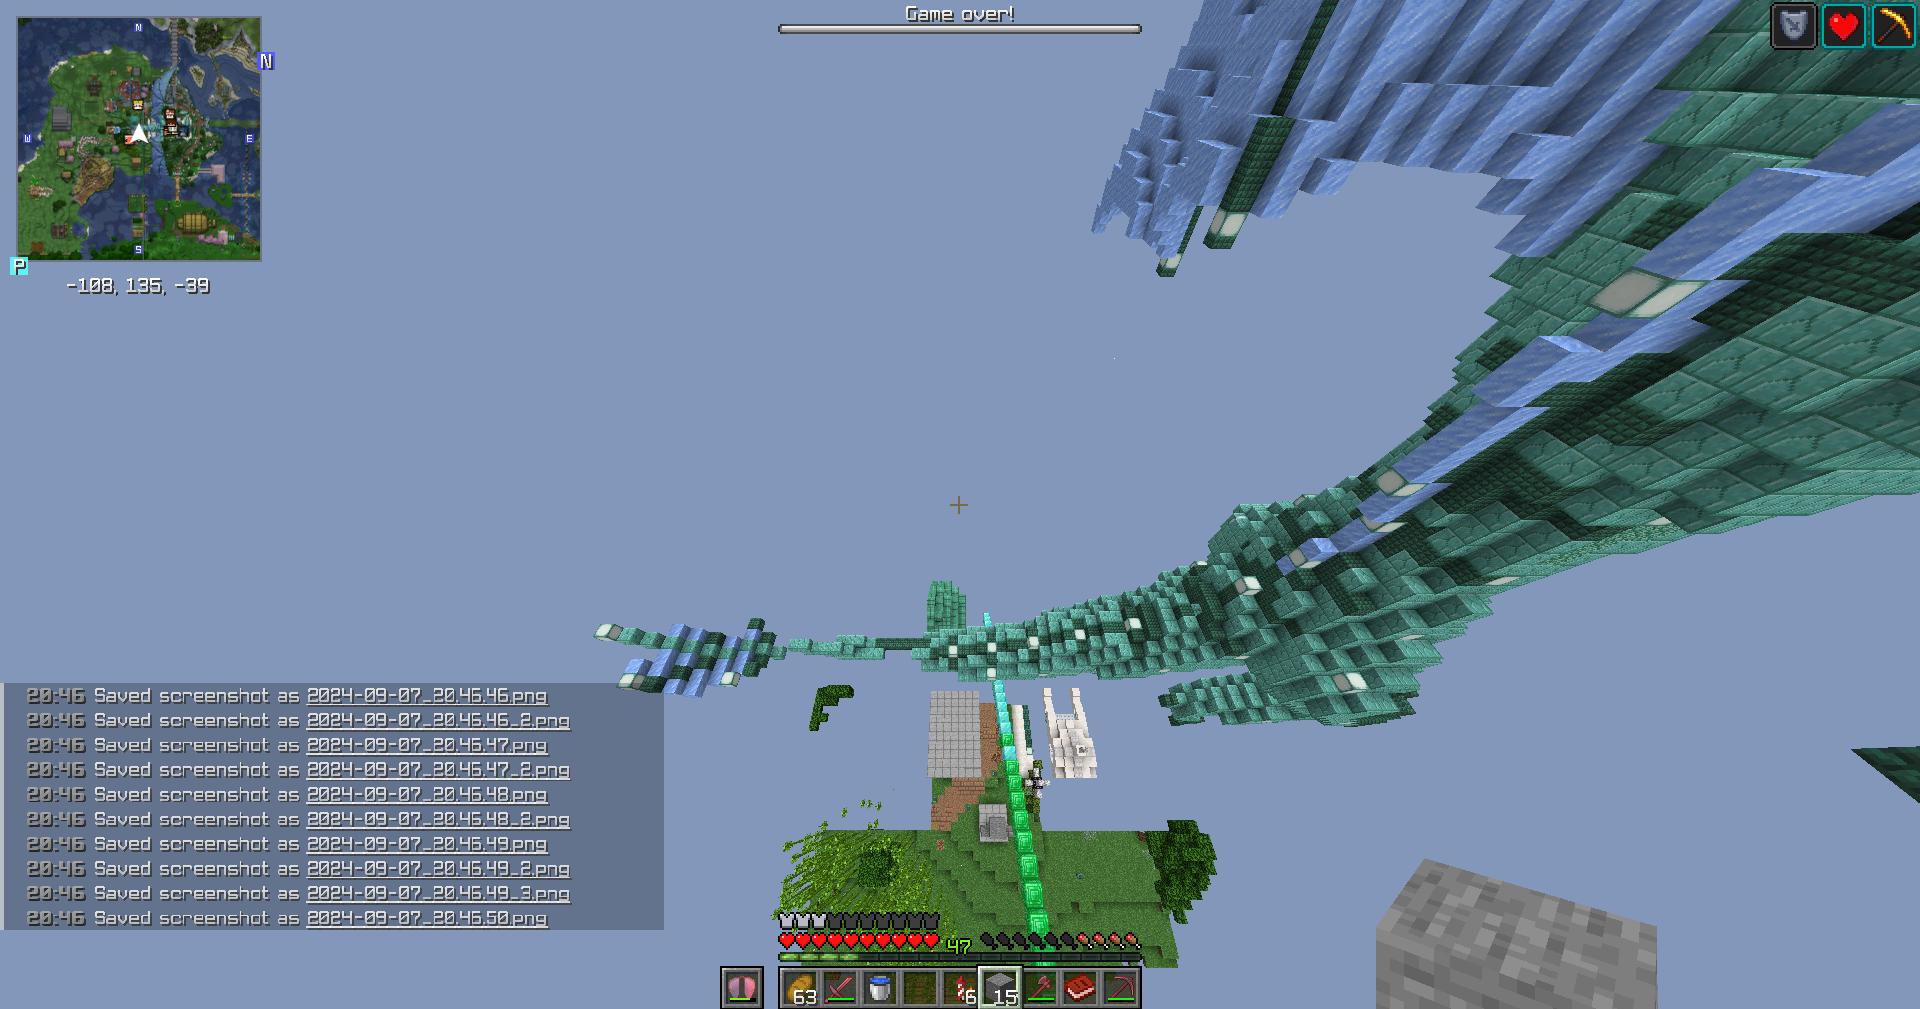 Game over!
N
N
W
E
S
P
-108, 135, -39
20:46 Saved screenshot as 2024-09-07_20.46.46.png
20:46 Saved screenshot as 2024-09-07_20.46.46_2.png
20:46 Saved screenshot as 2024-09-07_20.46.47.png
20:46 Saved screenshot as 2024-09-07_20.46.47_2.png
20:46 Saved screenshot as 2024-09-07_20.46.48.png
20:46 Saved screenshot as 2024-09-07_20.46.48_2.png
20:46 Saved screenshot as 2024-09-07_20.46.49.png
20:46 Saved screenshot as 2024-09-07_20.46.49_2.png
20:46 Saved screenshot as 2024-09-07_20.46.49_3.png
20:46 Saved screenshot as 2024-09-07_20.46.50.png
47
63 6 15